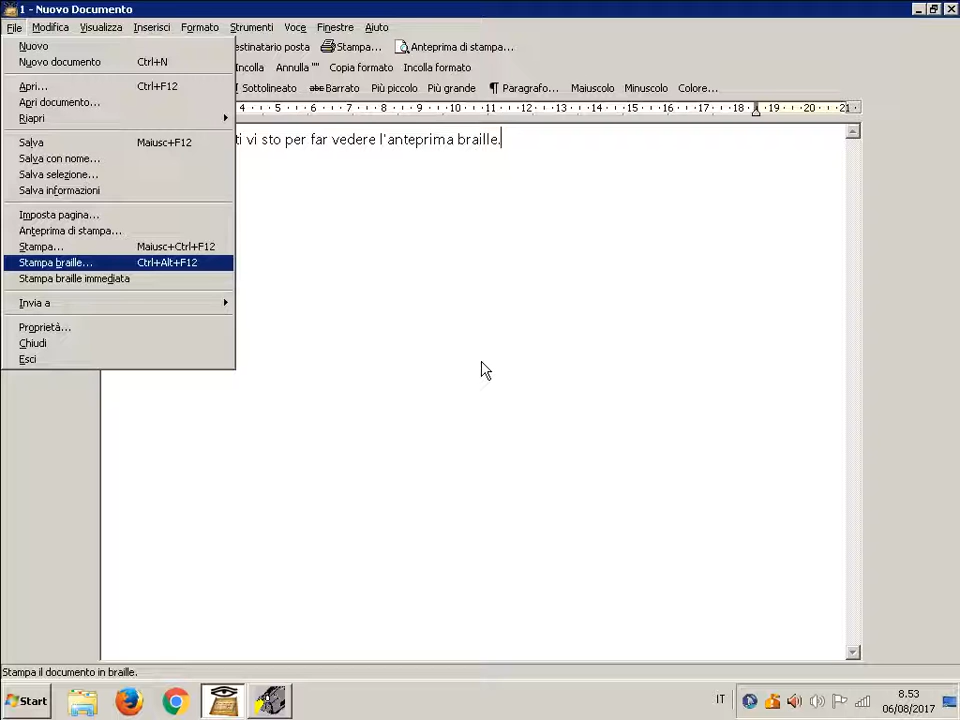 1 - Nuovo Documento
File Modifica Visualizza Inserisci Formato Strumenti Voce Finestre Aiuto
estinatario posta Stampa... Anteprima di stampa...
Incolla Annulla "" Copia formato Incolla formato
Sottolineato abc Barrato Più piccolo Più grande ¶ Paragrafo... Maiuscolo Minuscolo Colore...
4 5 6 7 8 9 10 11 12 13 14 15 16 17 18 19 20 21
ti vi sto per far vedere l'anteprima braille.
Nuovo
Nuovo documento Ctrl+N
Apri... Ctrl+F12
Apri documento...
Riapri
Salva Maiusc+F12
Salva con nome...
Salva selezione...
Salva informazioni
Imposta pagina...
Anteprima di stampa...
Stampa... Maiusc+Ctrl+F12
Stampa braille... Ctrl+Alt+F12
Stampa braille immediata
Invia a
Proprietà...
Chiudi
Esci
Stampa il documento in braille.
Start IT 8.53
06/08/2017